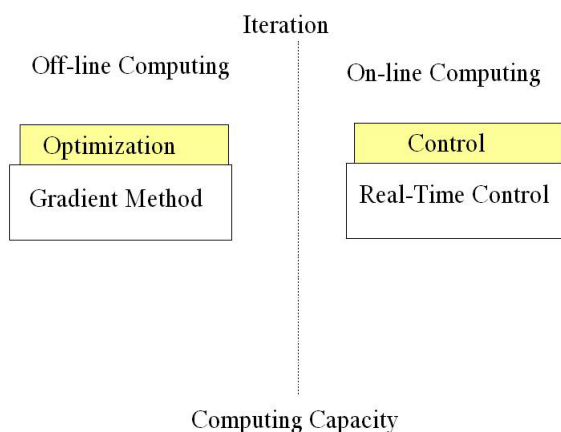 Iteration
Off-line Computing
On-line Computing
Optimization
Gradient Method
Control
Real-Time Control
Computing Capacity